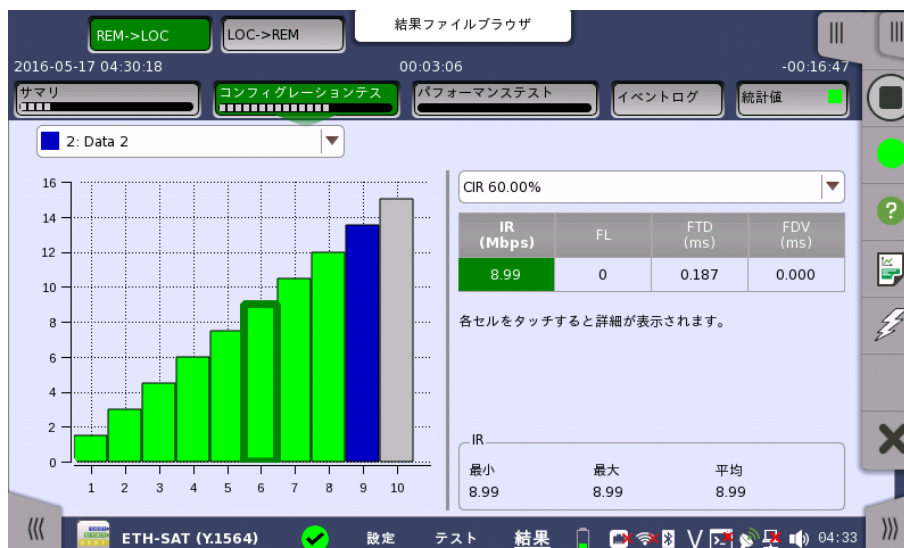 結果ファイルブラウザ
REM->LOC
LOC->REM
2016-05-17 04:30:18
00:03:06
-00:16:47
サマリ
コンフィグレーションテス
パフォーマンステスト
イベントログ
統計値
2: Data 2
CIR 60.00%
16
14
12
10
8
6
4
2
0
1 2 3 4 5 6 7 8 9 10
IR (Mbps) FL FTD (ms) FDV (ms)
8.99 0 0.187 0.000
各セルをタッチすると詳細が表示されます。
IR
最小 最大 平均
8.99 8.99 8.99
ETH-SAT (Y.1564)
設定
テスト
結果
04:33